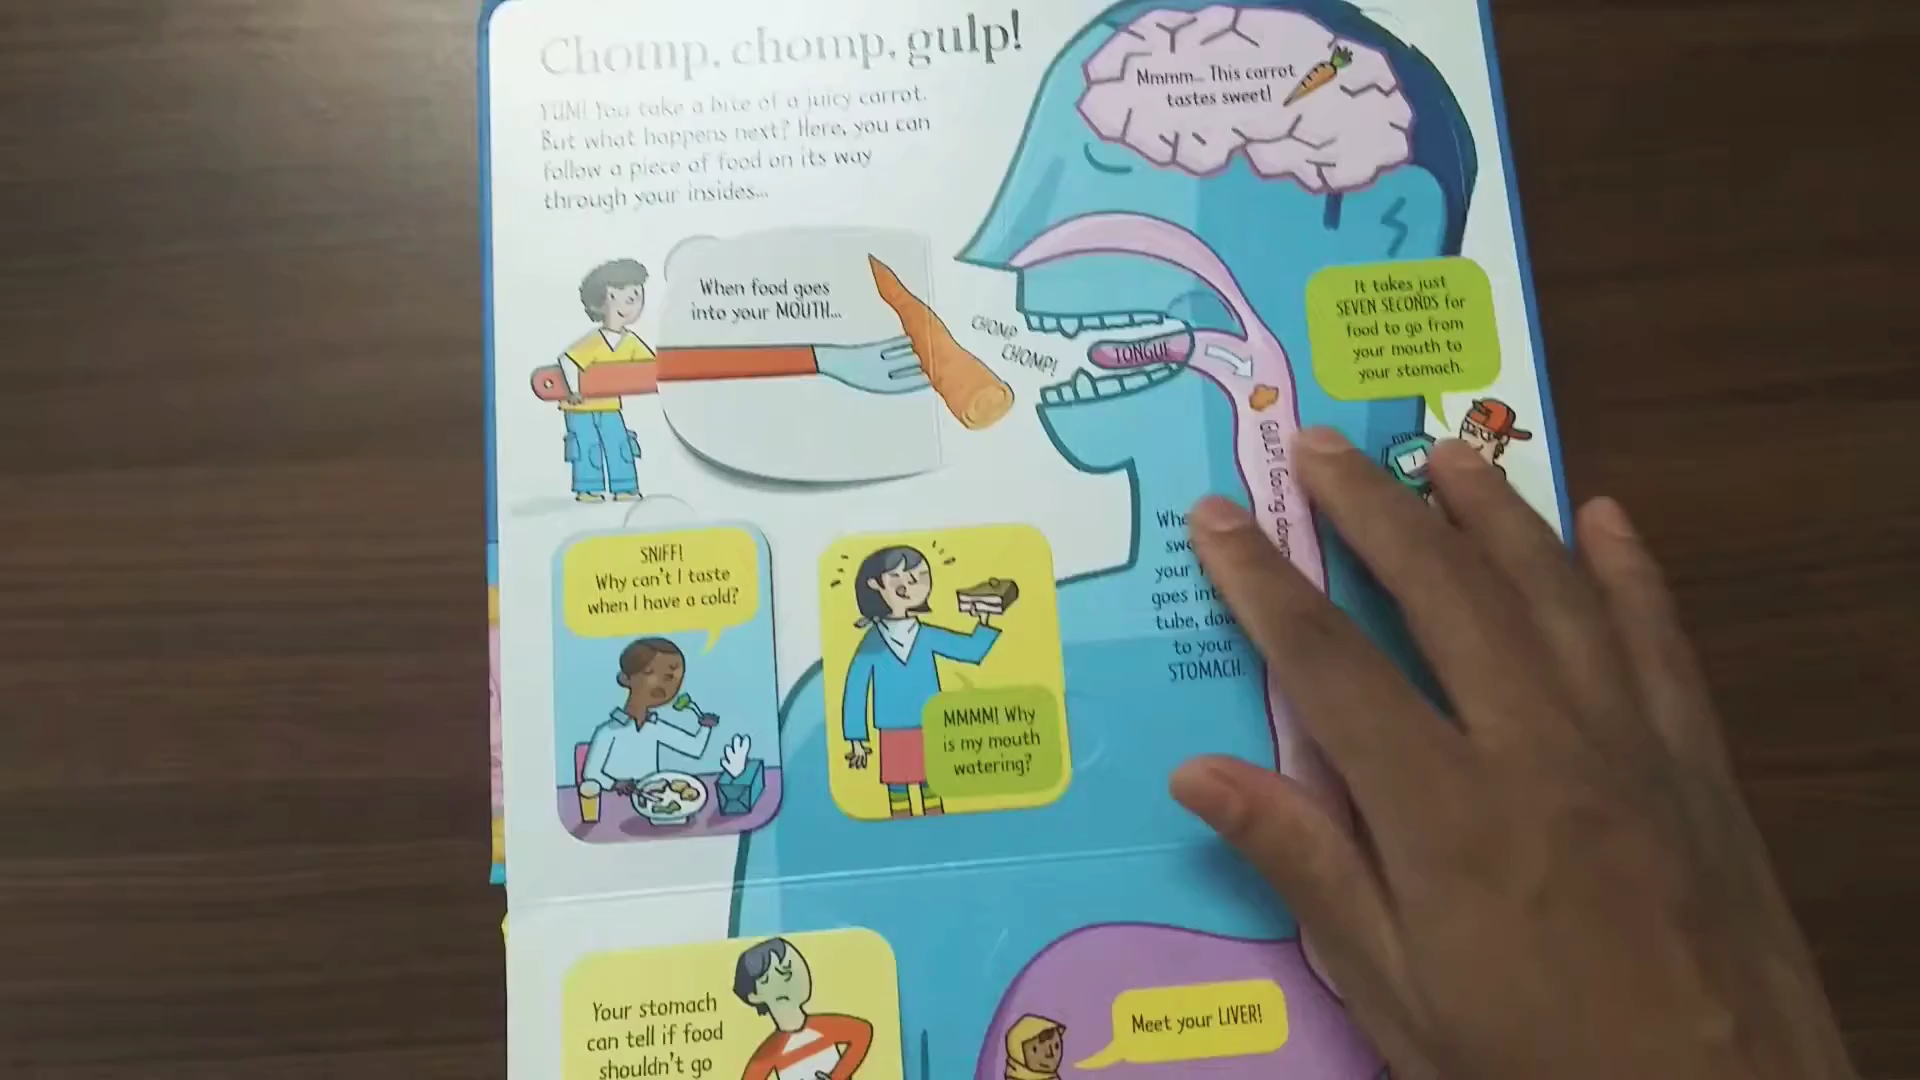 Chomp, chomp, gulp!
YUM! You take a bite of a juicy carrot.
But what happens next? Here, you can
follow a piece of food on its way
through your insides...
Mmmm... This carrot
tastes sweet!
When food goes
into your MOUTH...
CHOMP
CHOMP!
TONGUE
It takes just
SEVEN SECONDS for
food to go from
your mouth to
your stomach.
GULP! Going down
SNIFF!
Why can't I taste
when I have a cold?
MMMM! Why
is my mouth
watering?
your
goes
tube,
to your
STOMACH.
Your stomach
can tell if food
shouldn't go
Meet your LIVER!